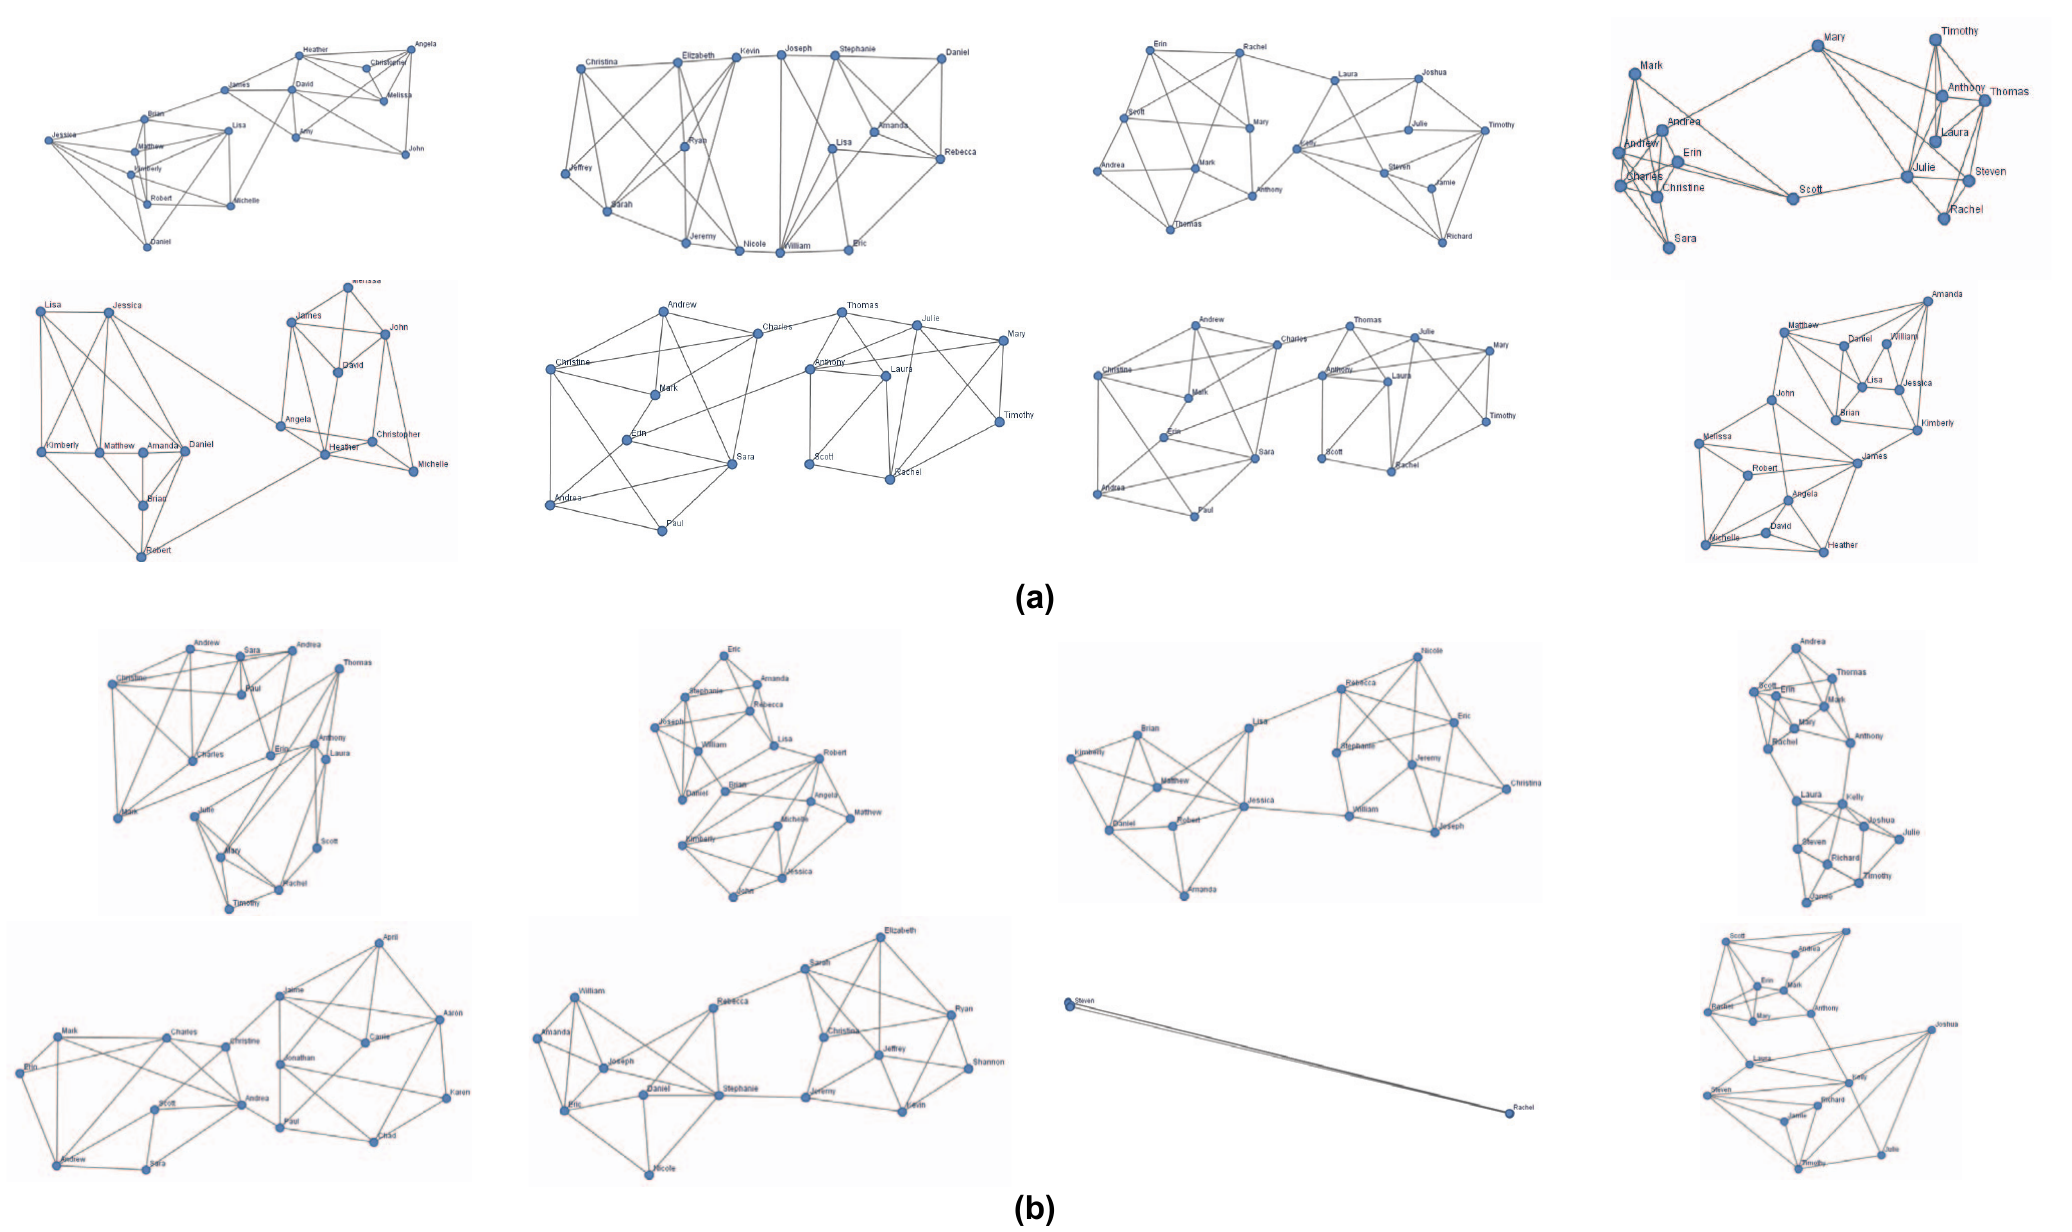 Heather
Angela
Christopher
James
David
Melissa
Brian
Lisa
Jessica
Matthew
Amy
John
Kimberly
Robert
Michelle
Daniel
Christina
Elizabeth
Kevin
Joseph
Stephanie
Daniel
Amanda
Ryan
Lisa
Rebecca
Jeffrey
Sarah
Jeremy
Nicole
William
Eric
Erin
Rachel
Laura
Joshua
Scott
Mary
Julie
Timothy
Kelly
Andrea
Mark
Steven
Jamie
Anthony
Thomas
Richard
Mary
Timothy
Mark
Anthony
Thomas
Andrea
Laura
Andrew
Erin
Julie
Steven
Charles
Christine
Scott
Rachel
Sara
Melissa
Lisa
Jessica
James
John
David
Angela
Kimberly
Matthew
Amanda
Daniel
Heather
Christopher
Michelle
Brian
Robert
Andrew
Thomas
Charles
Julie
Mary
Christine
Anthony
Laura
Mark
Timothy
Erin
Sara
Scott
Rachel
Andrea
Paul
Andrew
Thomas
Charles
Julie
Mary
Christine
Anthony
Laura
Mark
Timothy
Erin
Sara
Scott
Rachel
Andrea
Paul
Amanda
Matthew
Daniel
William
Lisa
Jessica
John
Brian
Kimberly
Melissa
James
Robert
Angela
David
Michelle
Heather
(a)
Andrew
Sara
Andrea
Thomas
Christine
Paul
Anthony
Charles
Erin
Laura
Mark
Julie
Scott
Mary
Rachel
Timothy
Eric
Amanda
Stephanie
Rebecca
Joseph
Lisa
William
Robert
Daniel
Brian
Angela
Matthew
Michelle
Kimberly
Jessica
John
Nicole
Rebecca
Eric
Lisa
Brian
Kimberly
Stephanie
Jeremy
Matthew
Christina
Jessica
William
Daniel
Robert
Joseph
Amanda
Andrea
Thomas
Scott
Erin
Mark
Mary
Rachel
Anthony
Laura
Kelly
Joshua
Julie
Steven
Richard
Timothy
Jamie
April
Jaime
Aaron
Mark
Charles
Christine
Carrie
Erin
Jonathan
Karen
Scott
Andrea
Paul
Chad
Andrew
Sara
Elizabeth
Sarah
William
Rebecca
Ryan
Amanda
Christina
Joseph
Jeffrey
Shannon
Daniel
Stephanie
Jeremy
Eric
Kevin
Nicole
Steven
Rachel
Scott
Andrea
Erin
Mark
Rachel
Mary
Anthony
Joshua
Laura
Kelly
Steven
Richard
Jamie
Julie
Timothy
(b)